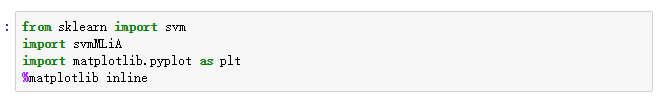 :
from sklearn import svm
import svmMLiA
import matplotlib.pyplot as plt
%matplotlib inline